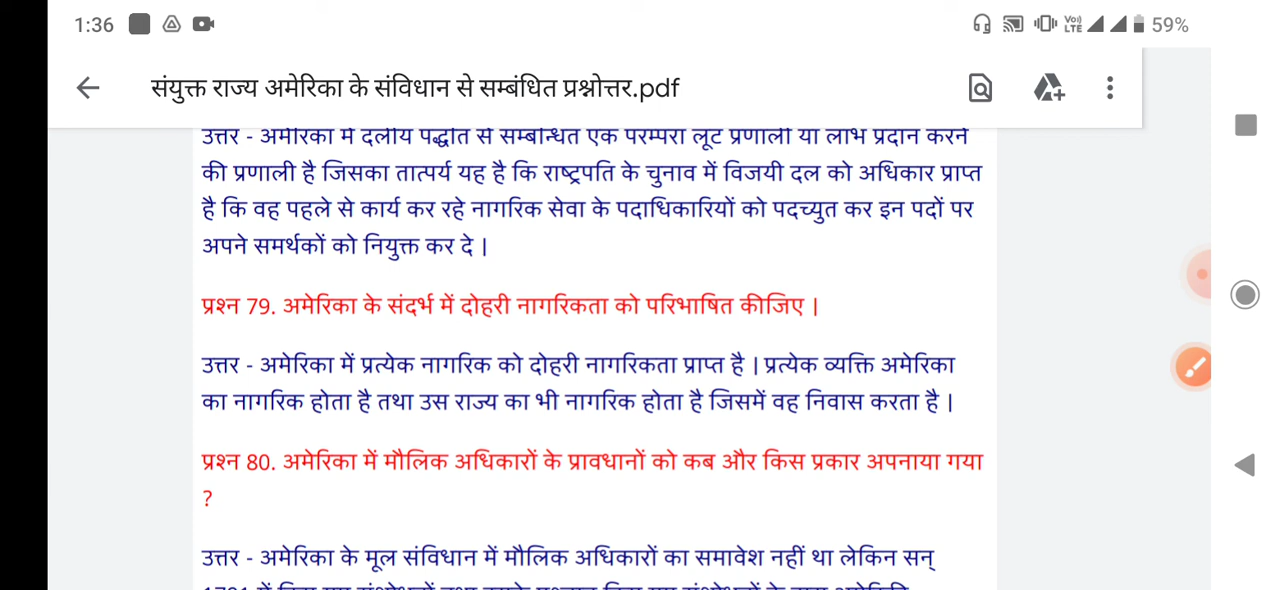 1:36
Vo) LTE 59%
संयुक्त राज्य अमेरिका के संविधान से सम्बंधित प्रश्नोत्तर.pdf
उत्तर - अमेरिका में दलीय पद्धति से सम्बन्धित एक परम्परा लूट प्रणाली या लाभ प्रदान करने
की प्रणाली है जिसका तात्पर्य यह है कि राष्ट्रपति के चुनाव में विजयी दल को अधिकार प्राप्त
है कि वह पहले से कार्य कर रहे नागरिक सेवा के पदाधिकारियों को पदच्युत कर इन पदों पर
अपने समर्थकों को नियुक्त कर दे |
प्रश्न 79. अमेरिका के संदर्भ में दोहरी नागरिकता को परिभाषित कीजिए |
उत्तर - अमेरिका में प्रत्येक नागरिक को दोहरी नागरिकता प्राप्त है | प्रत्येक व्यक्ति अमेरिका
का नागरिक होता है तथा उस राज्य का भी नागरिक होता है जिसमें वह निवास करता है |
प्रश्न 80. अमेरिका में मौलिक अधिकारों के प्रावधानों को कब और किस प्रकार अपनाया गया
?
उत्तर - अमेरिका के मूल संविधान में मौलिक अधिकारों का समावेश नहीं था लेकिन सन्